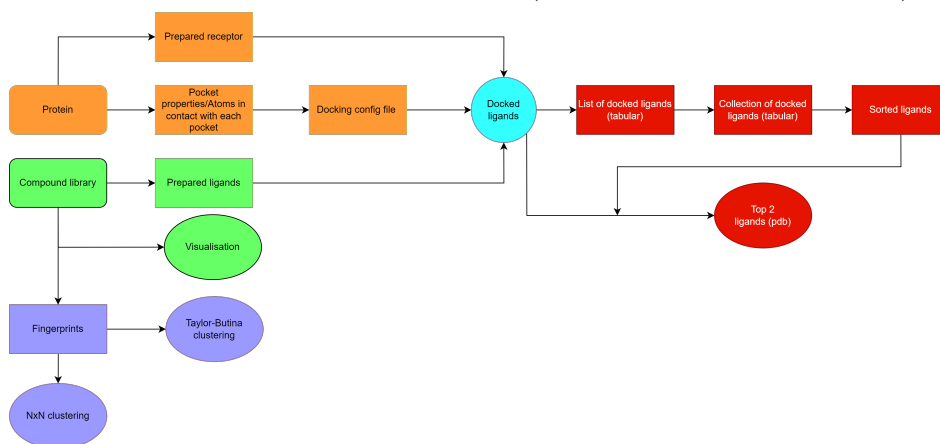 Prepared receptor
Protein
Pocket
properties/Atoms in
contact with each
pocket
Docking config file
Docked
ligands
List of docked ligands
(tabular)
Collection of docked
ligands (tabular)
Sorted ligands
Compound library
Prepared ligands
Top 2
ligands (pdb)
Visualisation
Fingerprints
Taylor-Butina
clustering
NxN clustering